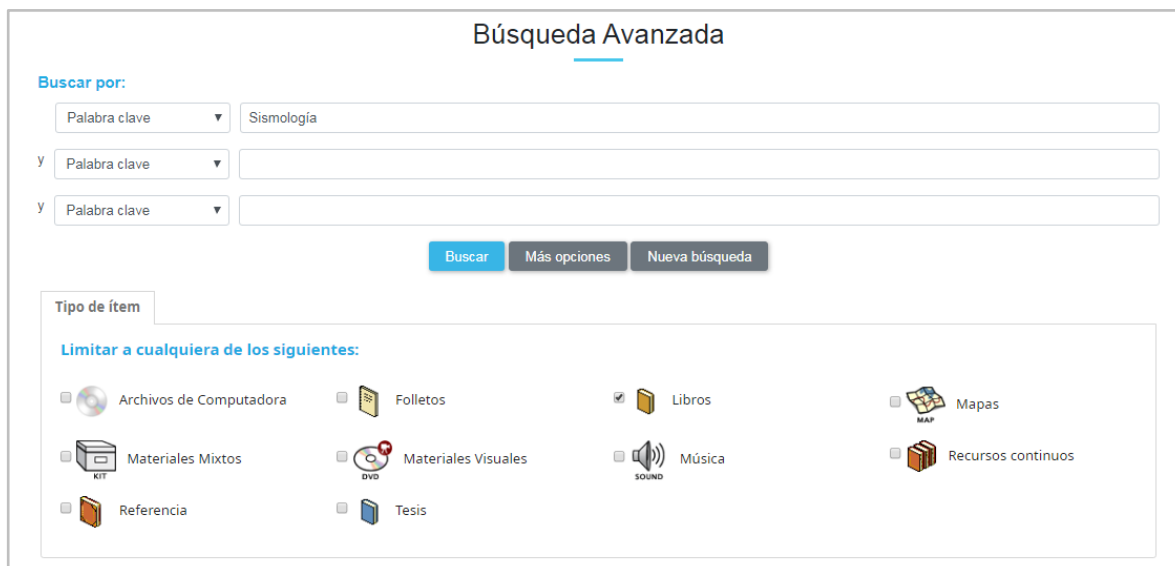 Búsqueda Avanzada
Buscar por:
Palabra clave Sismología
y Palabra clave
y Palabra clave
Buscar Más opciones Nueva búsqueda
Tipo de ítem
Limitar a cualquiera de los siguientes:
Archivos de Computadora Folletos Libros Mapas
MAP
Materiales Mixtos Materiales Visuales Música Recursos continuos
KIT DVD SOUND
Referencia Tesis